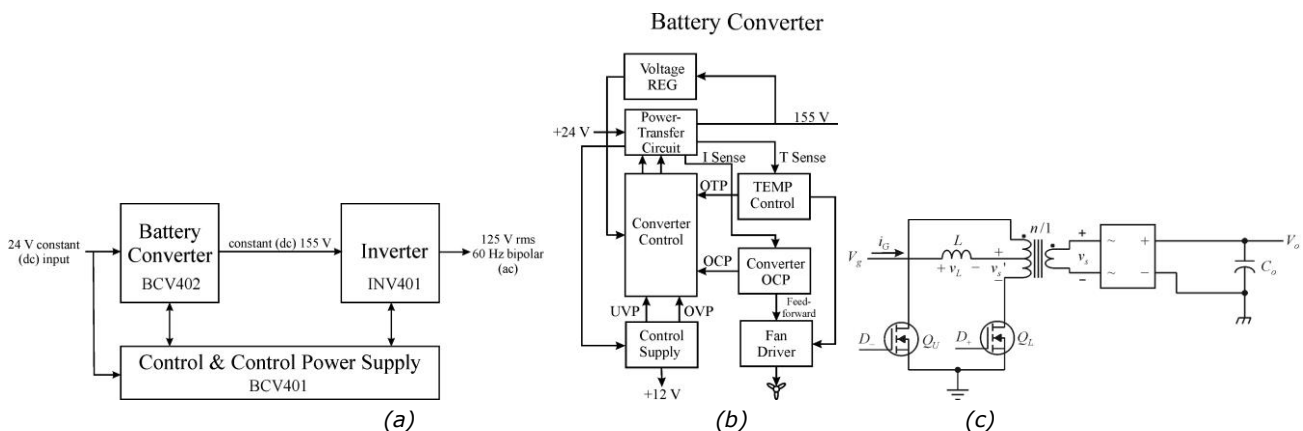 Battery Converter
24 V constant
(dc) input
Battery
Converter
BCV402
constant (dc) 155 V
Inverter
INV401
125 V rms
60 Hz bipolar
(ac)
Control & Control Power Supply
BCV401
(a)
Voltage
REG
+24 V
Power-
Transfer
Circuit
155 V
I Sense
T Sense
OTP
TEMP
Control
Converter
Control
OCP
Converter
OCP
UVP
OVP
Feed-
forward
Control
Supply
Fan
Driver
+12 V
(b)
n/1
i_G
L
V_g
+ v_L −
+
v_s'
−
+
v_s
−
~ +
~ −
V_o
C_o
D_−
Q_U
D_+
Q_L
(c)